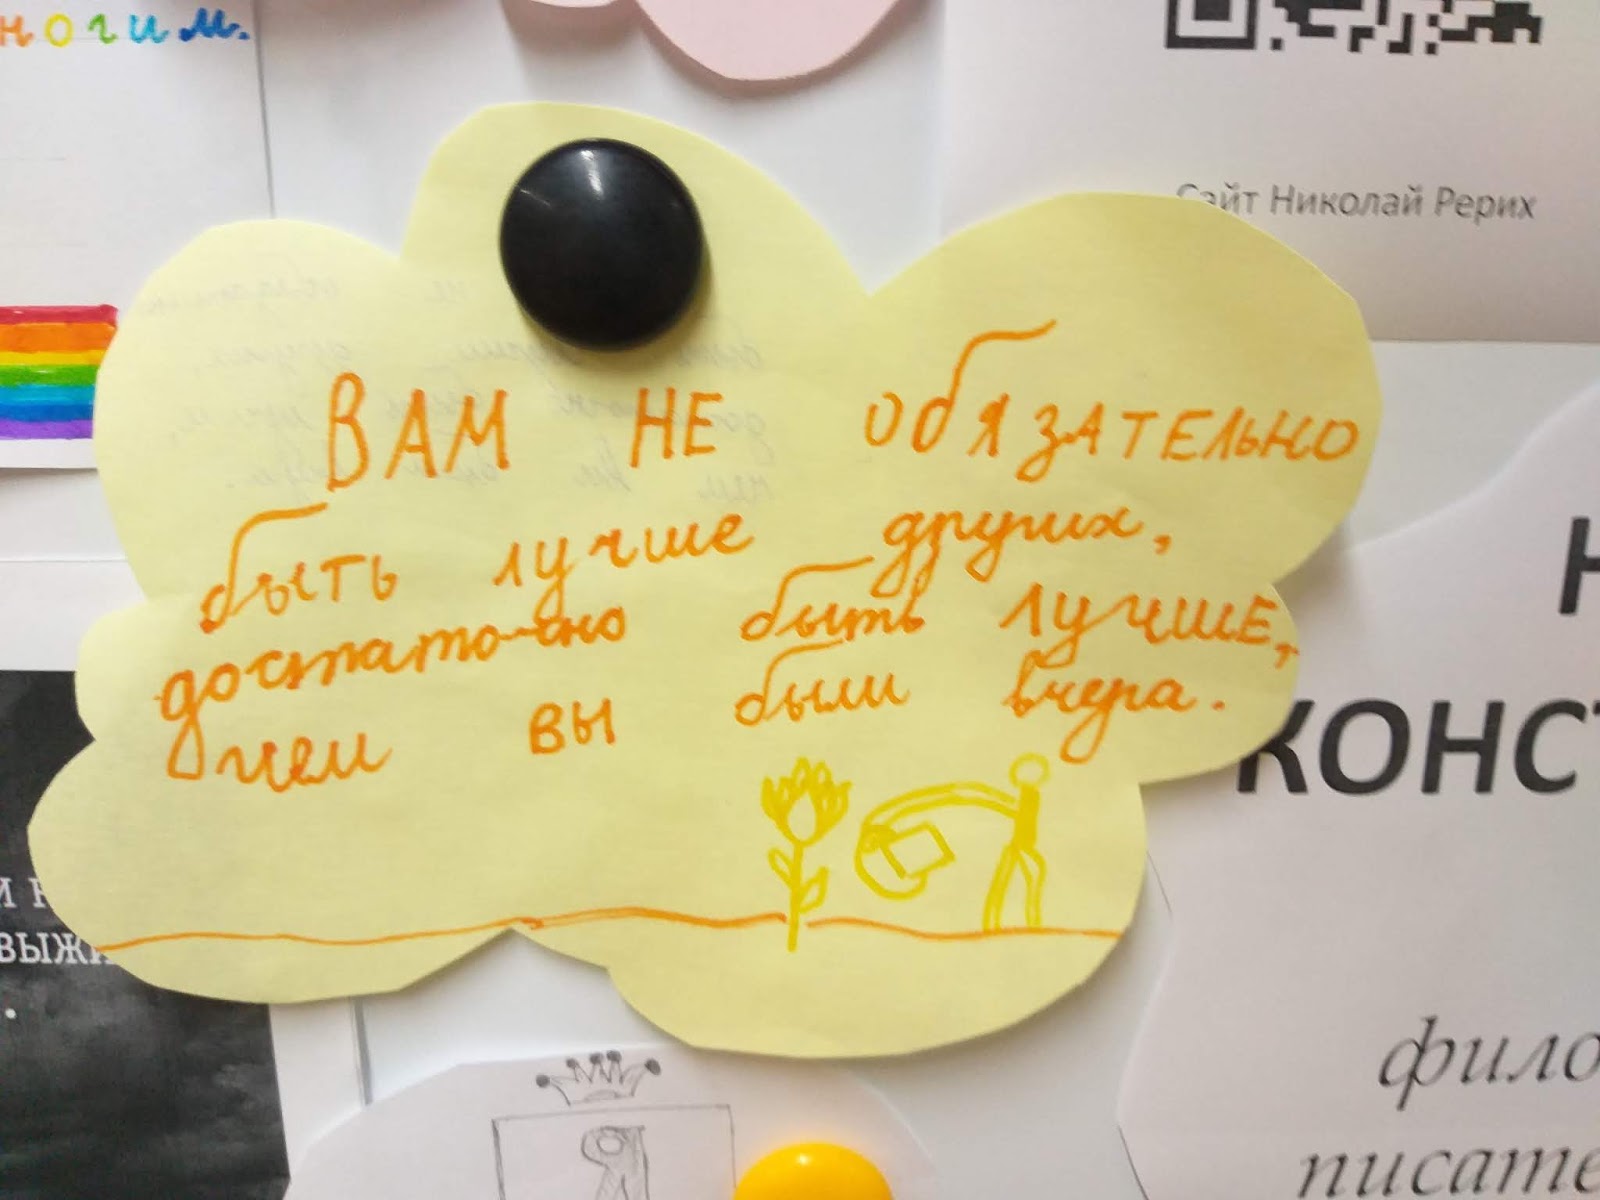 ногим.
Сайт Николай Рерих
ВАМ НЕ ОБЯЗАТЕЛЬНО
быть лучше других,
достаточно быть ЛУЧШЕ,
чем ВЫ были вчера.
КОНСТ
фило
писате